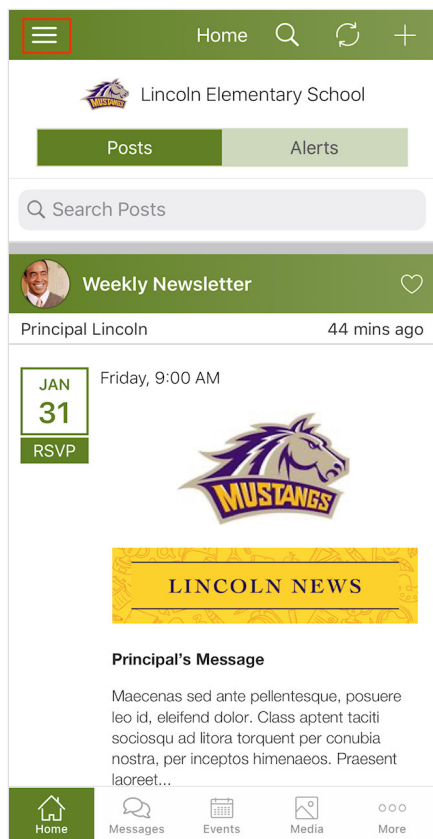 Home
MUSTANGS
Lincoln Elementary School
Posts
Alerts
Search Posts
Weekly Newsletter
Principal Lincoln
44 mins ago
JAN
31
RSVP
Friday, 9:00 AM
MUSTANGS
LINCOLN NEWS
Principal's Message
Maecenas sed ante pellentesque, posuere
leo id, eleifend dolor. Class aptent taciti
sociosqu ad litora torquent per conubia
nostra, per inceptos himenaeos. Praesent
laoreet...
Home
Messages
Events
Media
More